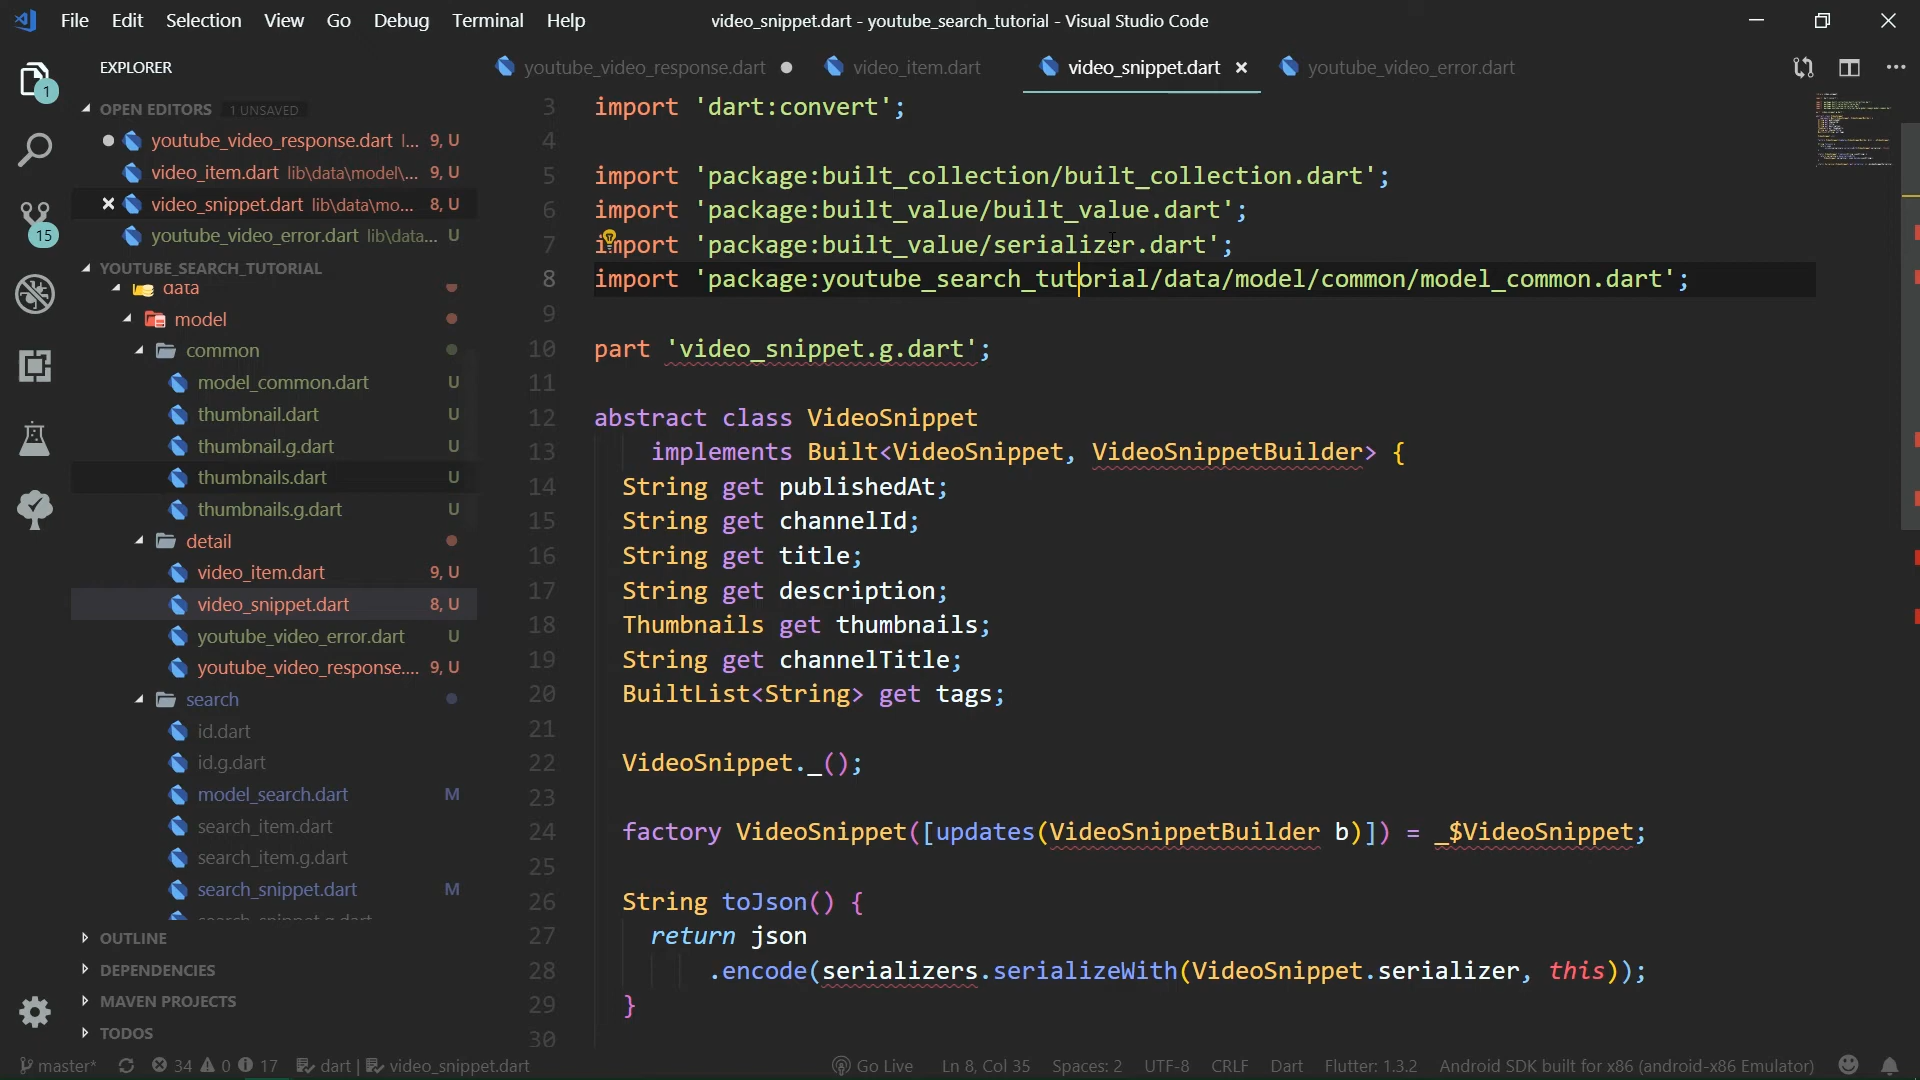 File Edit Selection View Go Debug Terminal Help
video_snippet.dart - youtube_search_tutorial - Visual Studio Code
EXPLORER
youtube_video_response.dart
video_item.dart
video_snippet.dart
youtube_video_error.dart
1
15
OPEN EDITORS 1 UNSAVED
youtube_video_response.dart l... 9, U
video_item.dart lib\data\model\... 9, U
video_snippet.dart lib\data\mo... 8, U
youtube_video_error.dart lib\data... U
YOUTUBE_SEARCH_TUTORIAL
data
model
common
model_common.dart U
thumbnail.dart U
thumbnail.g.dart U
thumbnails.dart U
thumbnails.g.dart U
detail
video_item.dart 9, U
video_snippet.dart 8, U
youtube_video_error.dart U
youtube_video_response.... 9, U
search
id.dart
id.g.dart
model_search.dart M
search_item.dart
search_item.g.dart
search_snippet.dart M
search_snippet.g.dart
OUTLINE
DEPENDENCIES
MAVEN PROJECTS
TODOS
3 import 'dart:convert';
4
5 import 'package:built_collection/built_collection.dart';
6 import 'package:built_value/built_value.dart';
7 import 'package:built_value/serializer.dart';
8 import 'package:youtube_search_tutorial/data/model/common/model_common.dart';
9
10 part 'video_snippet.g.dart';
11
12 abstract class VideoSnippet
13 implements Built<VideoSnippet, VideoSnippetBuilder> {
14 String get publishedAt;
15 String get channelId;
16 String get title;
17 String get description;
18 Thumbnails get thumbnails;
19 String get channelTitle;
20 BuiltList<String> get tags;
21
22 VideoSnippet._();
23
24 factory VideoSnippet([updates(VideoSnippetBuilder b)]) = _$VideoSnippet;
25
26 String toJson() {
27 return json
28 .encode(serializers.serializeWith(VideoSnippet.serializer, this));
29 }
30
master* 34 0 17 dart | video_snippet.dart Go Live Ln 8, Col 35 Spaces: 2 UTF-8 CRLF Dart Flutter: 1.3.2 Android SDK built for x86 (android-x86 Emulator)